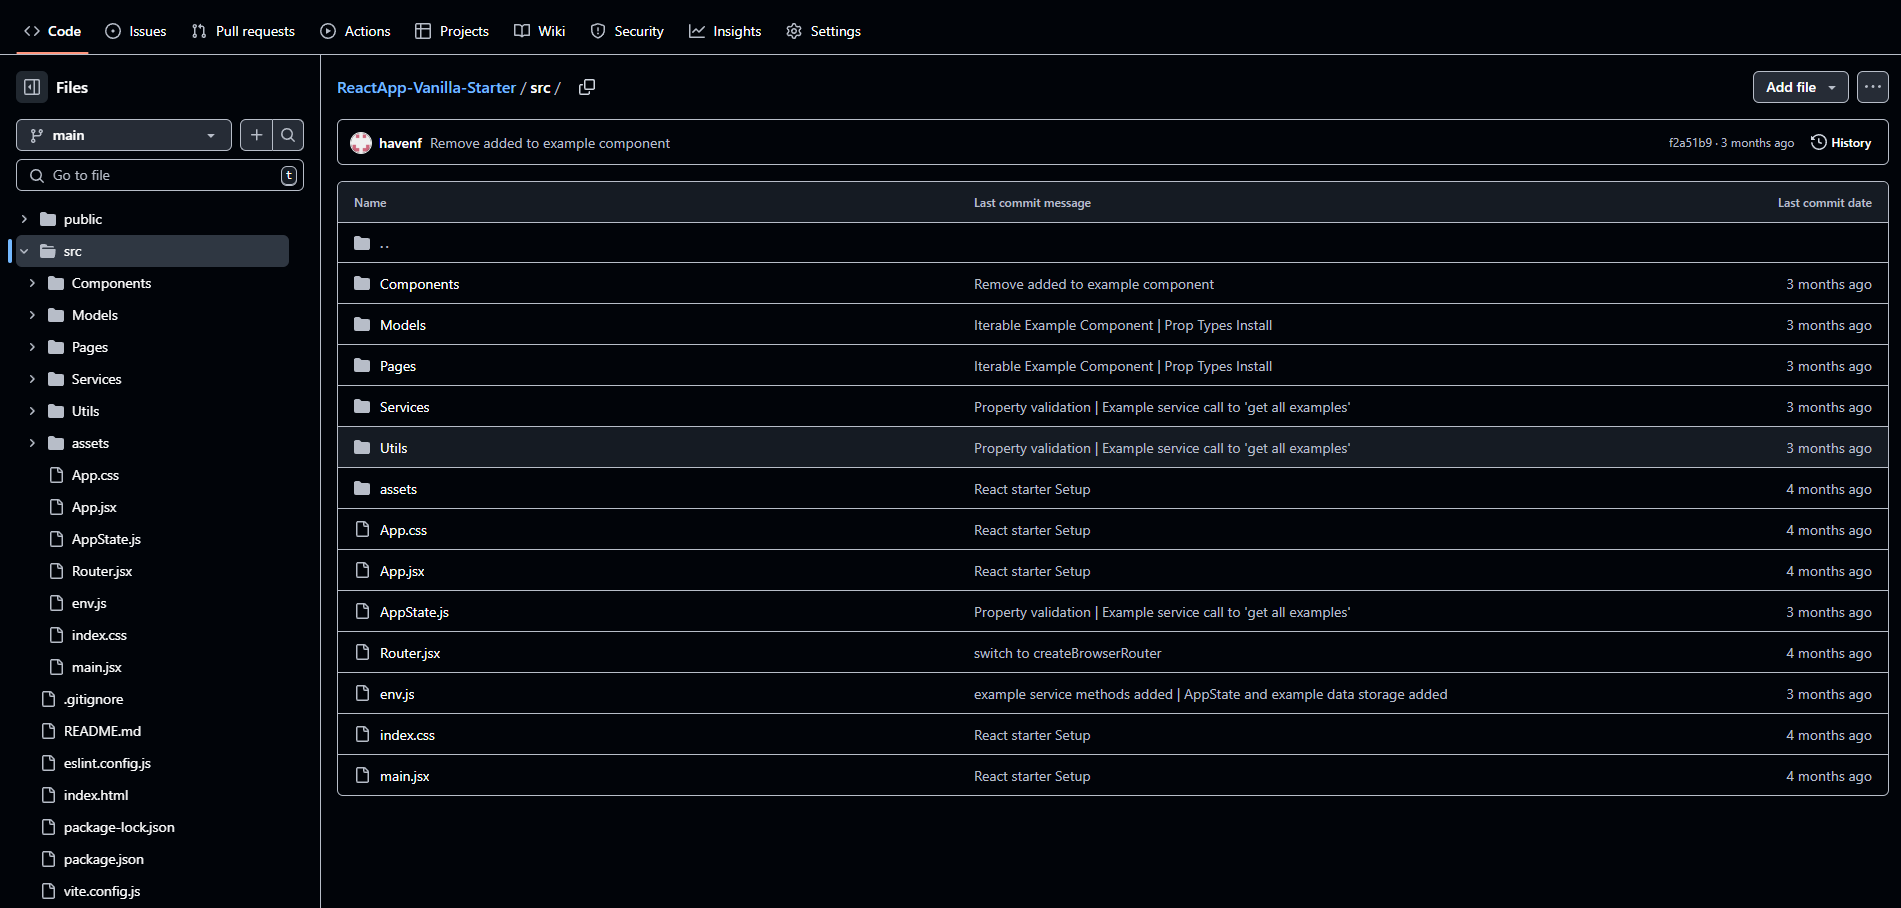 Code Issues Pull requests Actions Projects Wiki Security Insights Settings
Files
main
Go to file t
public
src
Components
Models
Pages
Services
Utils
assets
App.css
App.jsx
AppState.js
Router.jsx
env.js
index.css
main.jsx
.gitignore
README.md
eslint.config.js
index.html
package-lock.json
package.json
vite.config.js
ReactApp-Vanilla-Starter / src /
Add file
havenf Remove added to example component f2a51b9 · 3 months ago History
Name Last commit message Last commit date
..
Components Remove added to example component 3 months ago
Models Iterable Example Component | Prop Types Install 3 months ago
Pages Iterable Example Component | Prop Types Install 3 months ago
Services Property validation | Example service call to 'get all examples' 3 months ago
Utils Property validation | Example service call to 'get all examples' 3 months ago
assets React starter Setup 4 months ago
App.css React starter Setup 4 months ago
App.jsx React starter Setup 4 months ago
AppState.js Property validation | Example service call to 'get all examples' 3 months ago
Router.jsx switch to createBrowserRouter 4 months ago
env.js example service methods added | AppState and example data storage added 3 months ago
index.css React starter Setup 4 months ago
main.jsx React starter Setup 4 months ago